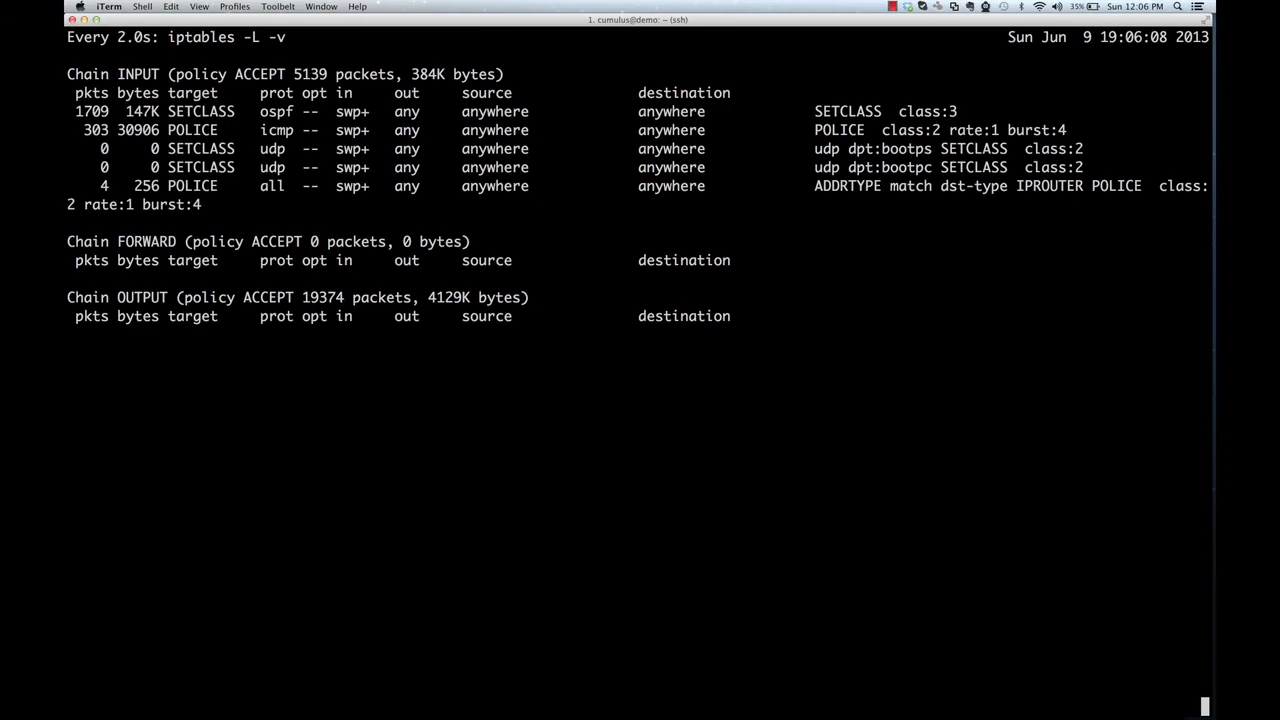 iTerm Shell Edit View Profiles Toolbelt Window Help 35% Sun 12:06 PM
1. cumulus@demo: ~ (ssh)
Every 2.0s: iptables -L -v Sun Jun 9 19:06:08 2013
Chain INPUT (policy ACCEPT 5139 packets, 384K bytes)
pkts bytes target prot opt in out source destination
1709 147K SETCLASS ospf -- swp+ any anywhere anywhere SETCLASS class:3
303 30906 POLICE icmp -- swp+ any anywhere anywhere POLICE class:2 rate:1 burst:4
0 0 SETCLASS udp -- swp+ any anywhere anywhere udp dpt:bootps SETCLASS class:2
0 0 SETCLASS udp -- swp+ any anywhere anywhere udp dpt:bootpc SETCLASS class:2
4 256 POLICE all -- swp+ any anywhere anywhere ADDRTYPE match dst-type IPROUTER POLICE class:
2 rate:1 burst:4
Chain FORWARD (policy ACCEPT 0 packets, 0 bytes)
pkts bytes target prot opt in out source destination
Chain OUTPUT (policy ACCEPT 19374 packets, 4129K bytes)
pkts bytes target prot opt in out source destination